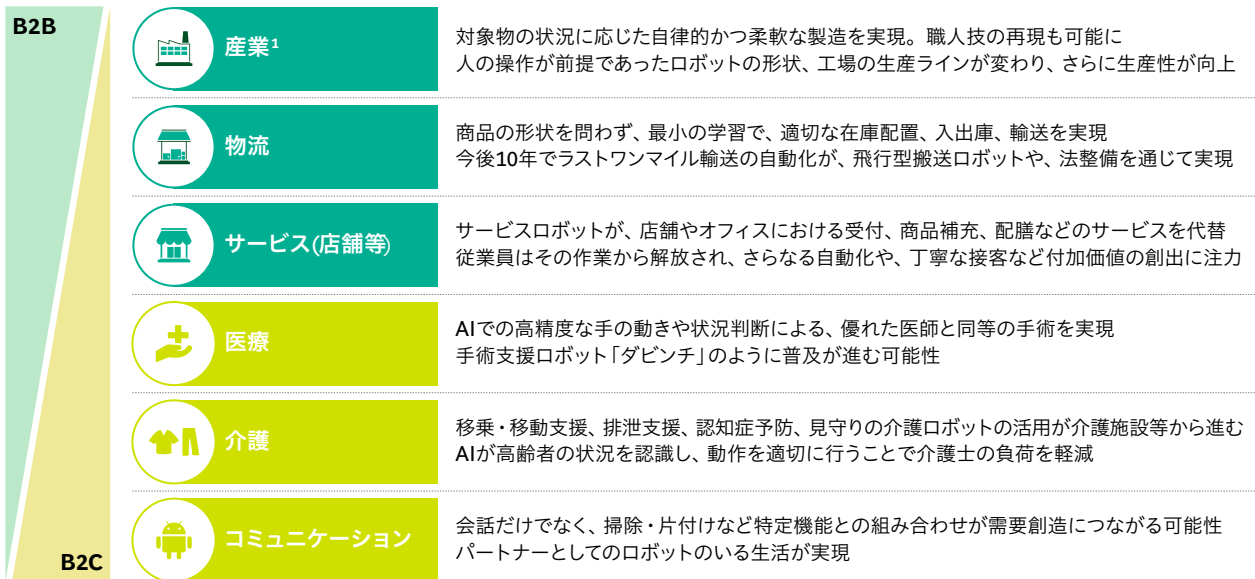 B2B
産業¹
対象物の状況に応じた自律的かつ柔軟な製造を実現。職人技の再現も可能に
人の操作が前提であったロボットの形状、工場の生産ラインが変わり、さらに生産性が向上
物流
商品の形状を問わず、最小の学習で、適切な在庫配置、入出庫、輸送を実現
今後10年でラストワンマイル輸送の自動化が、飛行型搬送ロボットや、法整備を通じて実現
サービス(店舗等)
サービスロボットが、店舗やオフィスにおける受付、商品補充、配膳などのサービスを代替
従業員はその作業から解放され、さらなる自動化や、丁寧な接客など付加価値の創出に注力
医療
AIでの高精度な手の動きや状況判断による、優れた医師と同等の手術を実現
手術支援ロボット「ダビンチ」のように普及が進む可能性
介護
移乗・移動支援、排泄支援、認知症予防、見守りの介護ロボットの活用が介護施設等から進む
AIが高齢者の状況を認識し、動作を適切に行うことで介護士の負荷を軽減
コミュニケーション
会話だけでなく、掃除・片付けなど特定機能との組み合わせが需要創造につながる可能性
パートナーとしてのロボットのいる生活が実現
B2C